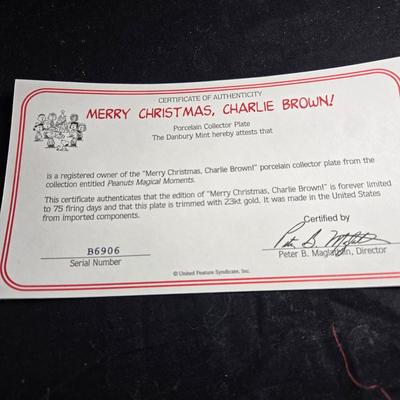 CERTIFICATE OF AUTHENTICITY
MERRY CHRISTMAS, CHARLIE BROWN!
Porcelain Collector Plate
The Danbury Mint hereby attests that
is a registered owner of the "Merry Christmas, Charlie Brown!" porcelain collector plate from the
collection entitled Peanuts Magical Moments.
This certificate authenticates that the edition of "Merry Christmas, Charlie Brown!" is forever limited
to 75 firing days and that this plate is trimmed with 23kt gold. It was made in the United States
from imported components.
Certified by
B6906
Serial Number
Peter B. Maglathlin, Director
© United Feature Syndicate, Inc.